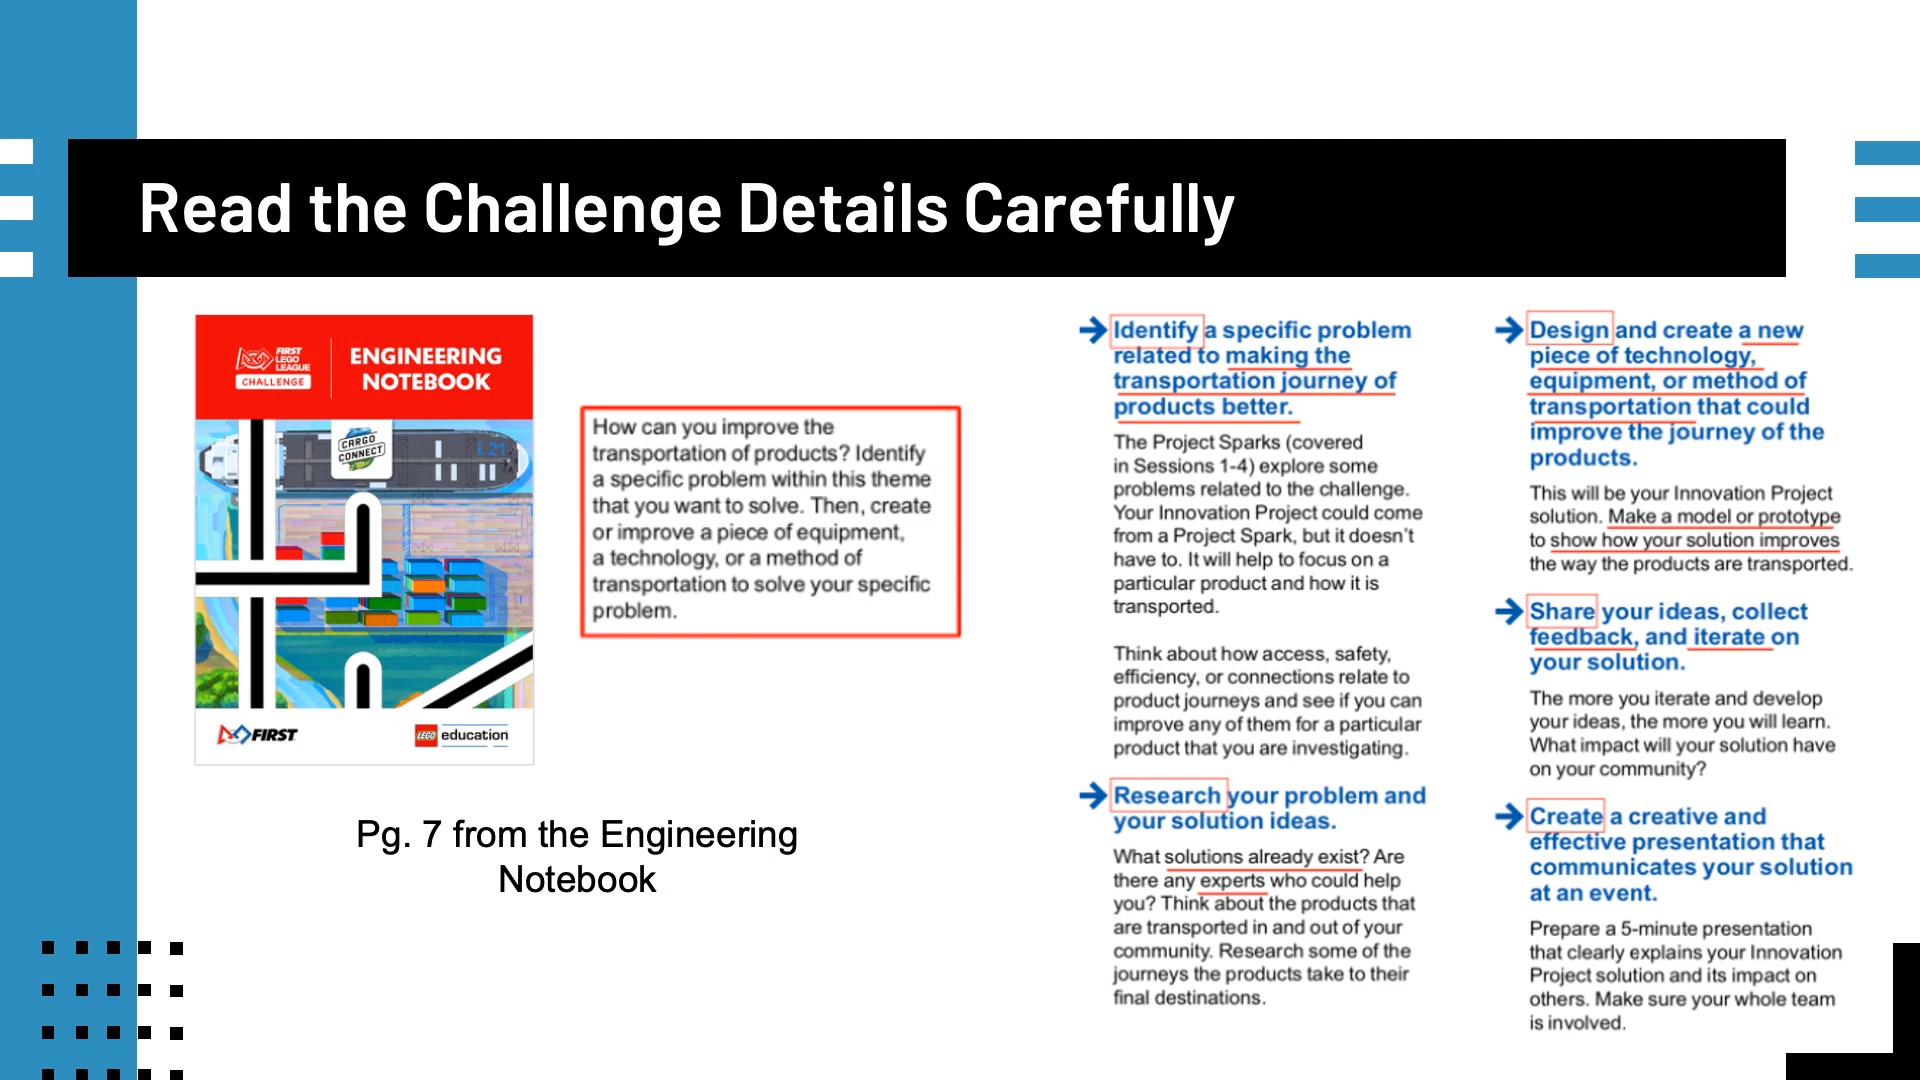 Read the Challenge Details Carefully
FIRST
LEGO
LEAGUE
CHALLENGE
ENGINEERING
NOTEBOOK
CARGO
CONNECT
L21
FIRST
LEGO education
Pg. 7 from the Engineering
Notebook
How can you improve the
transportation of products? Identify
a specific problem within this theme
that you want to solve. Then, create
or improve a piece of equipment,
a technology, or a method of
transportation to solve your specific
problem.
Identify a specific problem
related to making the
transportation journey of
products better.
The Project Sparks (covered
in Sessions 1-4) explore some
problems related to the challenge.
Your Innovation Project could come
from a Project Spark, but it doesn't
have to. It will help to focus on a
particular product and how it is
transported.
Think about how access, safety,
efficiency, or connections relate to
product journeys and see if you can
improve any of them for a particular
product that you are investigating.
Research your problem and
your solution ideas.
What solutions already exist? Are
there any experts who could help
you? Think about the products that
are transported in and out of your
community. Research some of the
journeys the products take to their
final destinations.
Design and create a new
piece of technology,
equipment, or method of
transportation that could
improve the journey of the
products.
This will be your Innovation Project
solution. Make a model or prototype
to show how your solution improves
the way the products are transported.
Share your ideas, collect
feedback, and iterate on
your solution.
The more you iterate and develop
your ideas, the more you will learn.
What impact will your solution have
on your community?
Create a creative and
effective presentation that
communicates your solution
at an event.
Prepare a 5-minute presentation
that clearly explains your Innovation
Project solution and its impact on
others. Make sure your whole team
is involved.